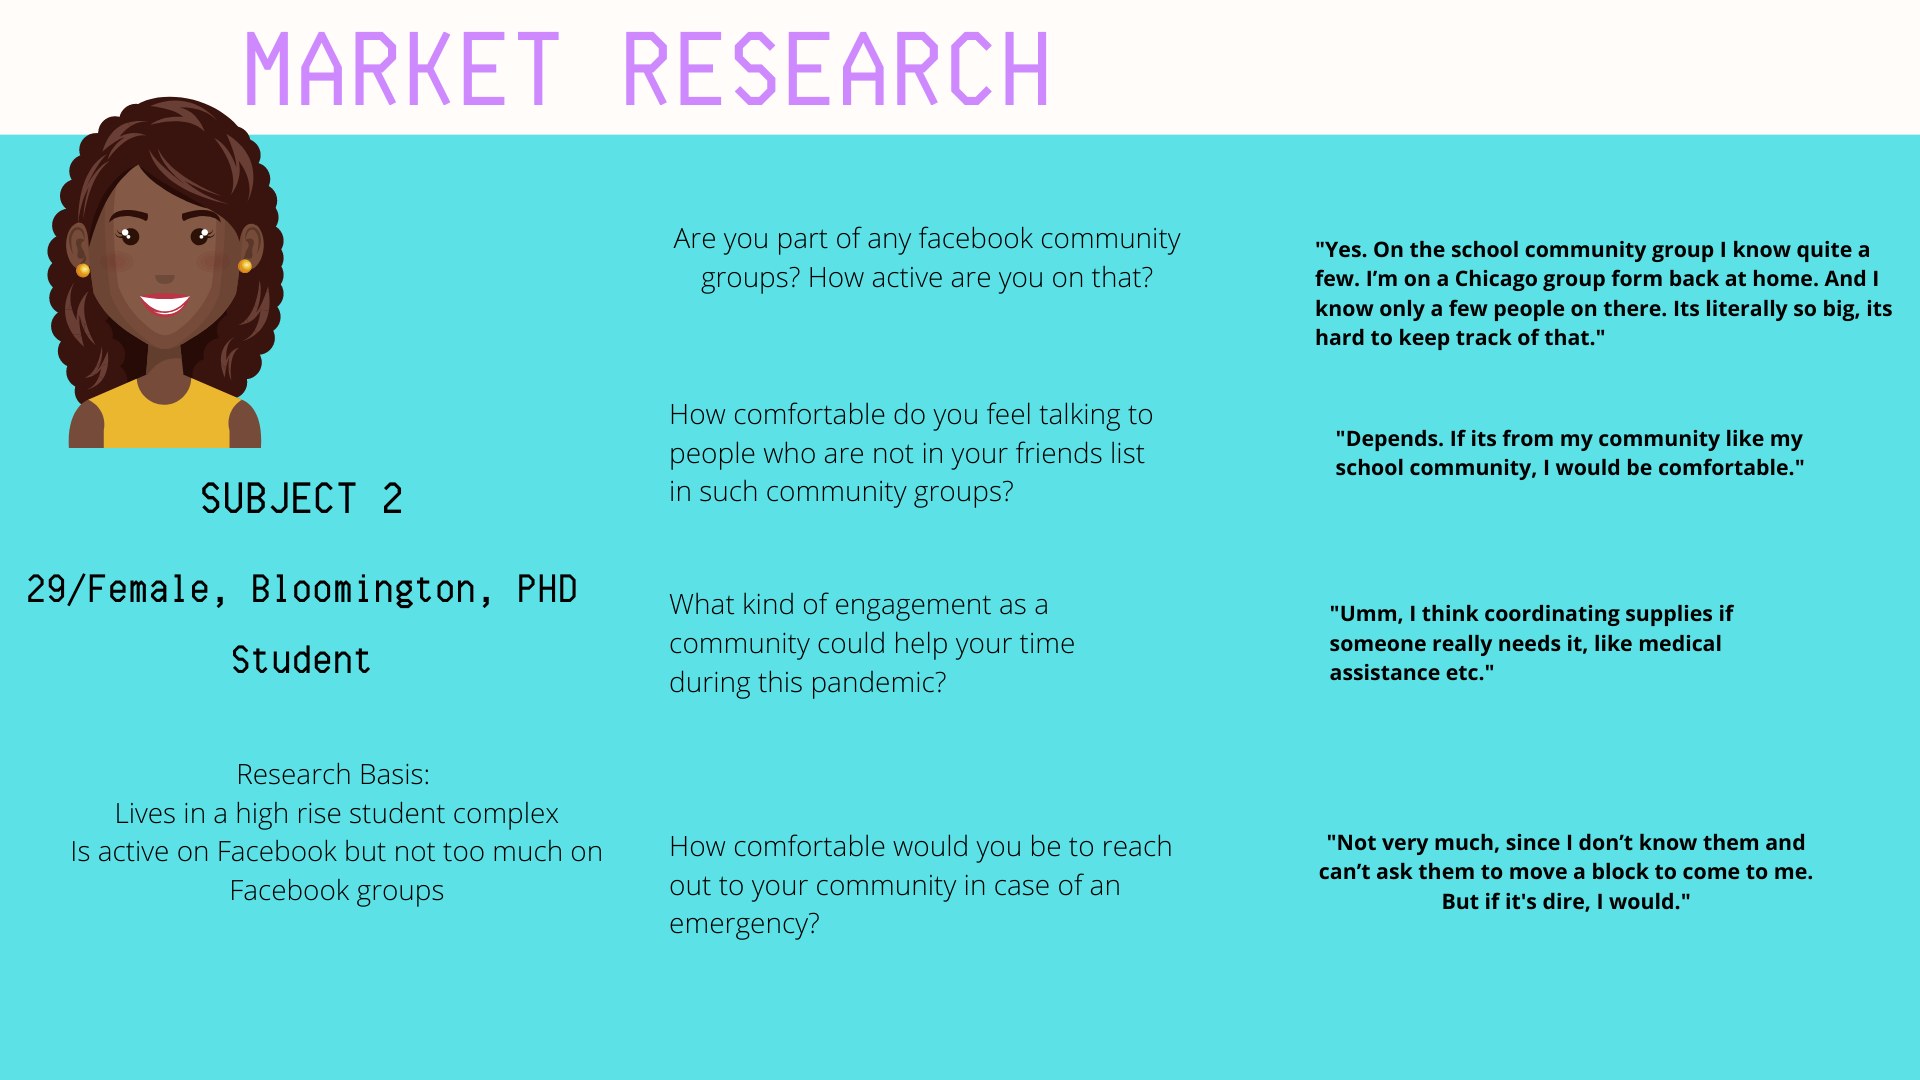 MARKET RESEARCH
SUBJECT 2
29/Female, Bloomington, PHD
Student
Research Basis:
Lives in a high rise student complex
Is active on Facebook but not too much on
Facebook groups
Are you part of any facebook community
groups? How active are you on that?
"Yes. On the school community group I know quite a
few. I’m on a Chicago group form back at home. And I
know only a few people on there. Its literally so big, its
hard to keep track of that."
How comfortable do you feel talking to
people who are not in your friends list
in such community groups?
"Depends. If its from my community like my
school community, I would be comfortable."
What kind of engagement as a
community could help your time
during this pandemic?
"Umm, I think coordinating supplies if
someone really needs it, like medical
assistance etc."
How comfortable would you be to reach
out to your community in case of an
emergency?
"Not very much, since I don’t know them and
can’t ask them to move a block to come to me.
But if it's dire, I would."